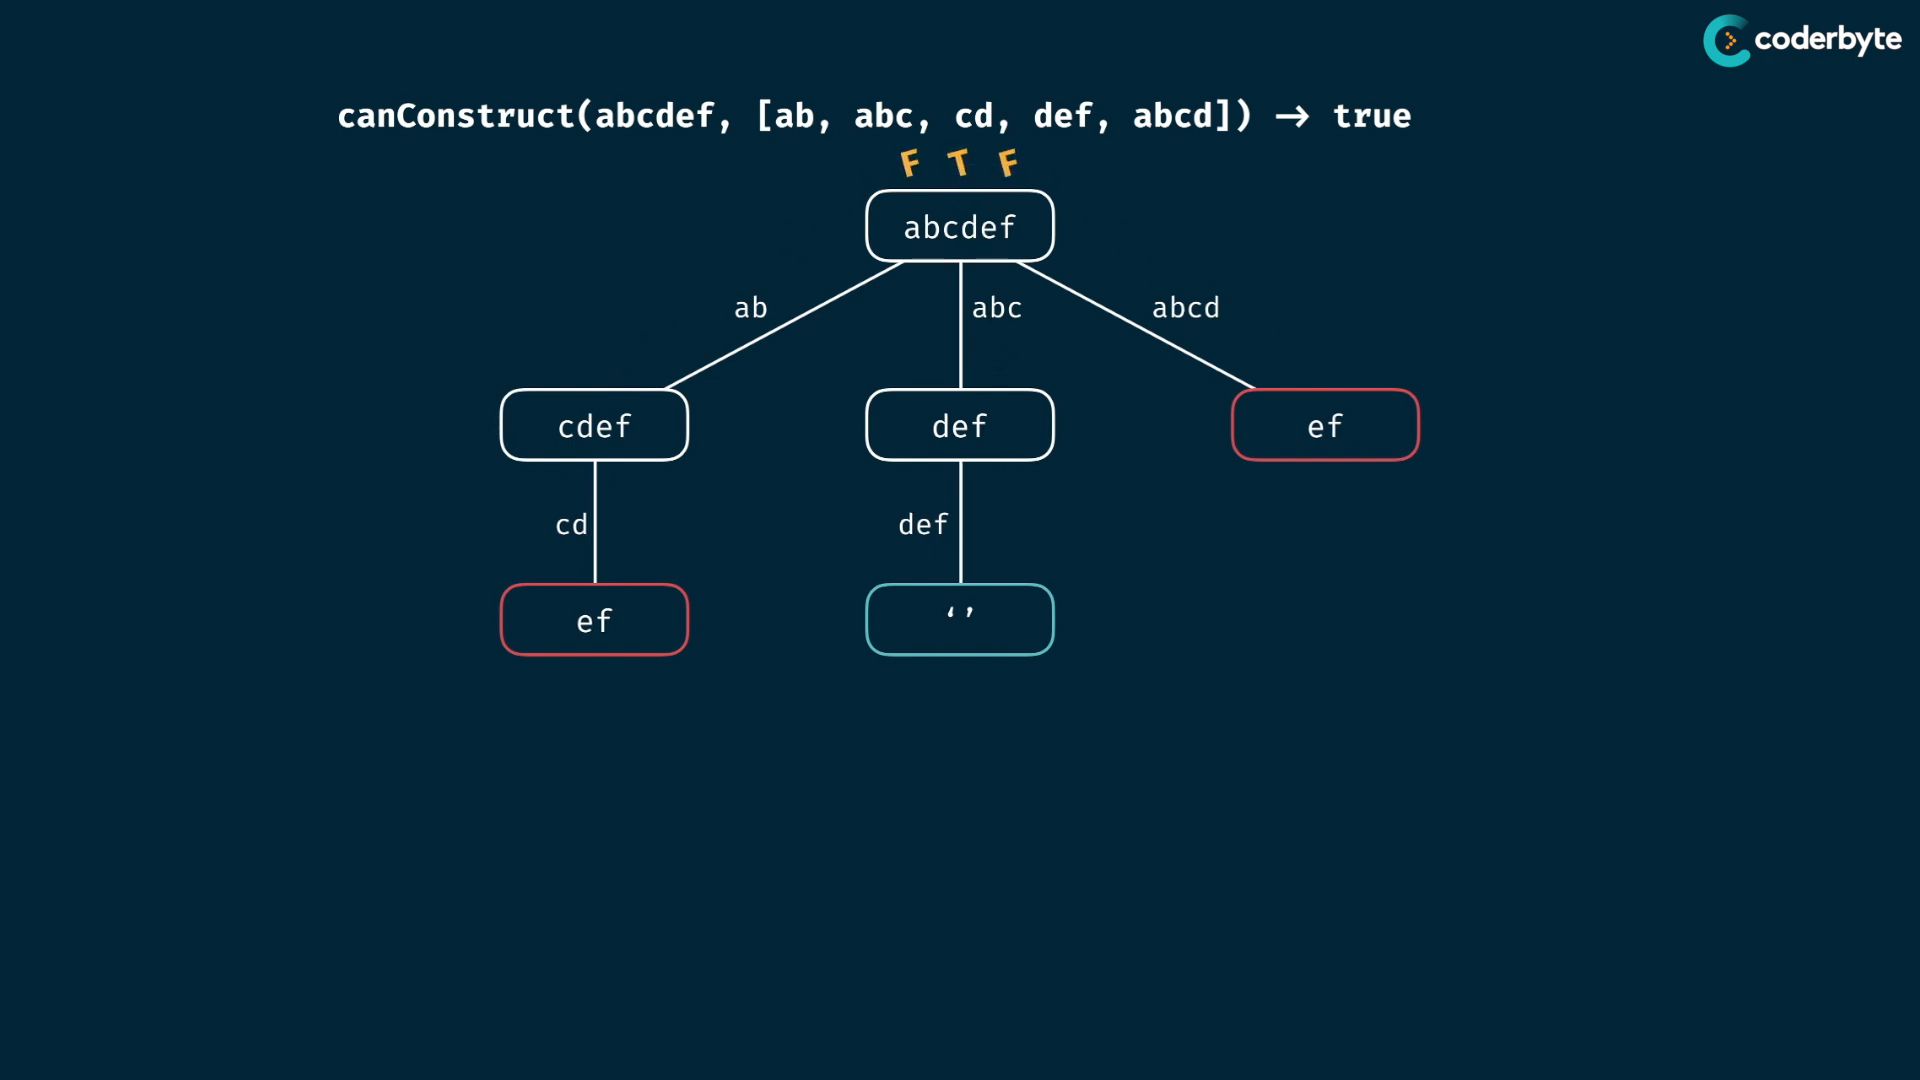 coderbyte
canConstruct(abcdef, [ab, abc, cd, def, abcd]) → true
F T F
abcdef
ab abc abcd
cdef def ef
cd def
ef ‘’